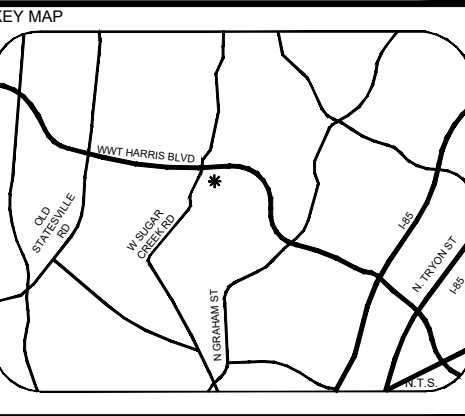 KEY MAP
WWT HARRIS BLVD
OLD
STATESVILLE
RD
W SUGAR
CREEK RD
N GRAHAM ST
I-85
N. TRYON ST
I-85
N.T.S.